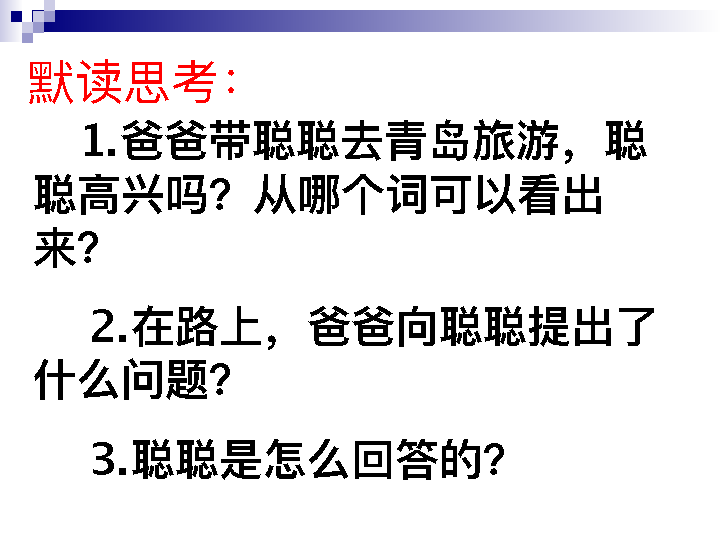 默读思考：
1.爸爸带聪聪去青岛旅游，聪
聪高兴吗？从哪个词可以看出
来？
2.在路上，爸爸向聪聪提出了
什么问题？
3.聪聪是怎么回答的？